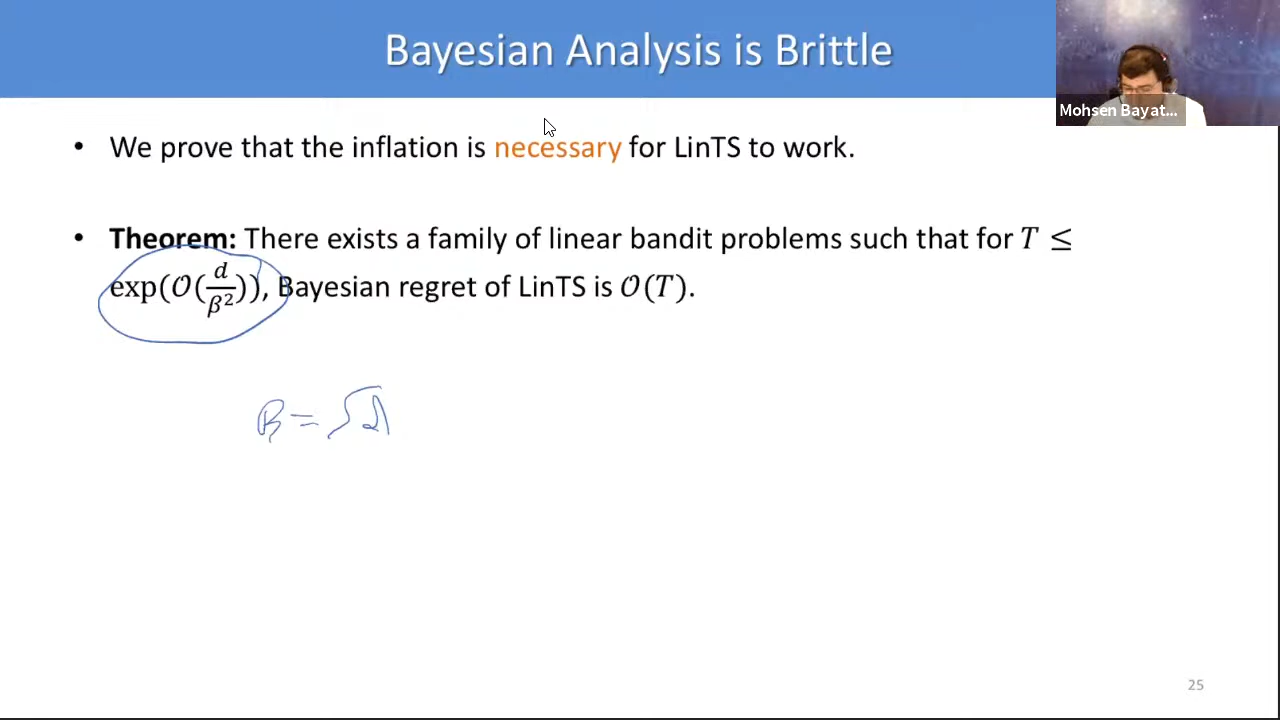 Bayesian Analysis is Brittle
Mohsen Bayat...
• We prove that the inflation is necessary for LinTS to work.
• Theorem: There exists a family of linear bandit problems such that for T ≤
exp(𝒪(d/β²)), Bayesian regret of LinTS is 𝒪(T).
β = √d
25